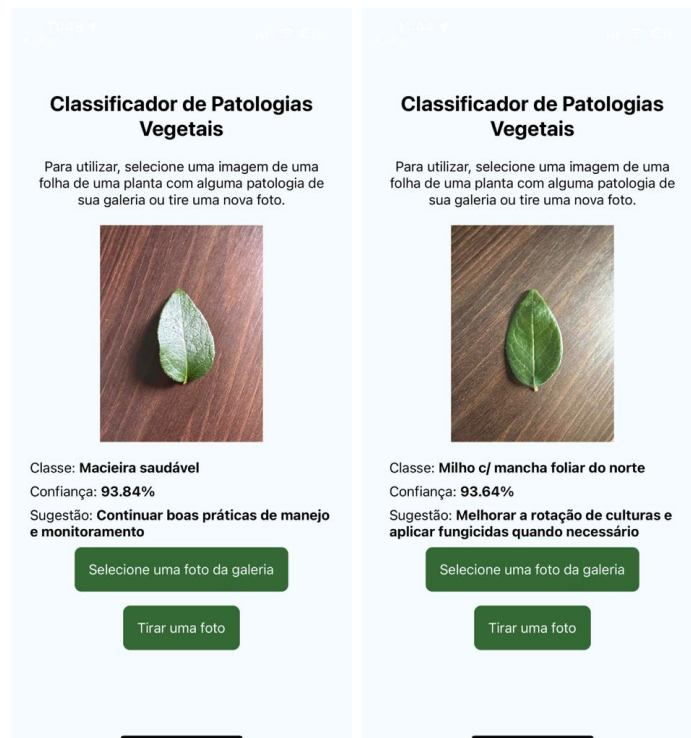 Classificador de Patologias
Vegetais
Para utilizar, selecione uma imagem de uma
folha de uma planta com alguma patologia de
sua galeria ou tire uma nova foto.
Classe: Macieira saudável
Confiança: 93.84%
Sugestão: Continuar boas práticas de manejo
e monitoramento
Selecione uma foto da galeria
Tirar uma foto
Classificador de Patologias
Vegetais
Para utilizar, selecione uma imagem de uma
folha de uma planta com alguma patologia de
sua galeria ou tire uma nova foto.
Classe: Milho c/ mancha foliar do norte
Confiança: 93.64%
Sugestão: Melhorar a rotação de culturas e
aplicar fungicidas quando necessário
Selecione uma foto da galeria
Tirar uma foto